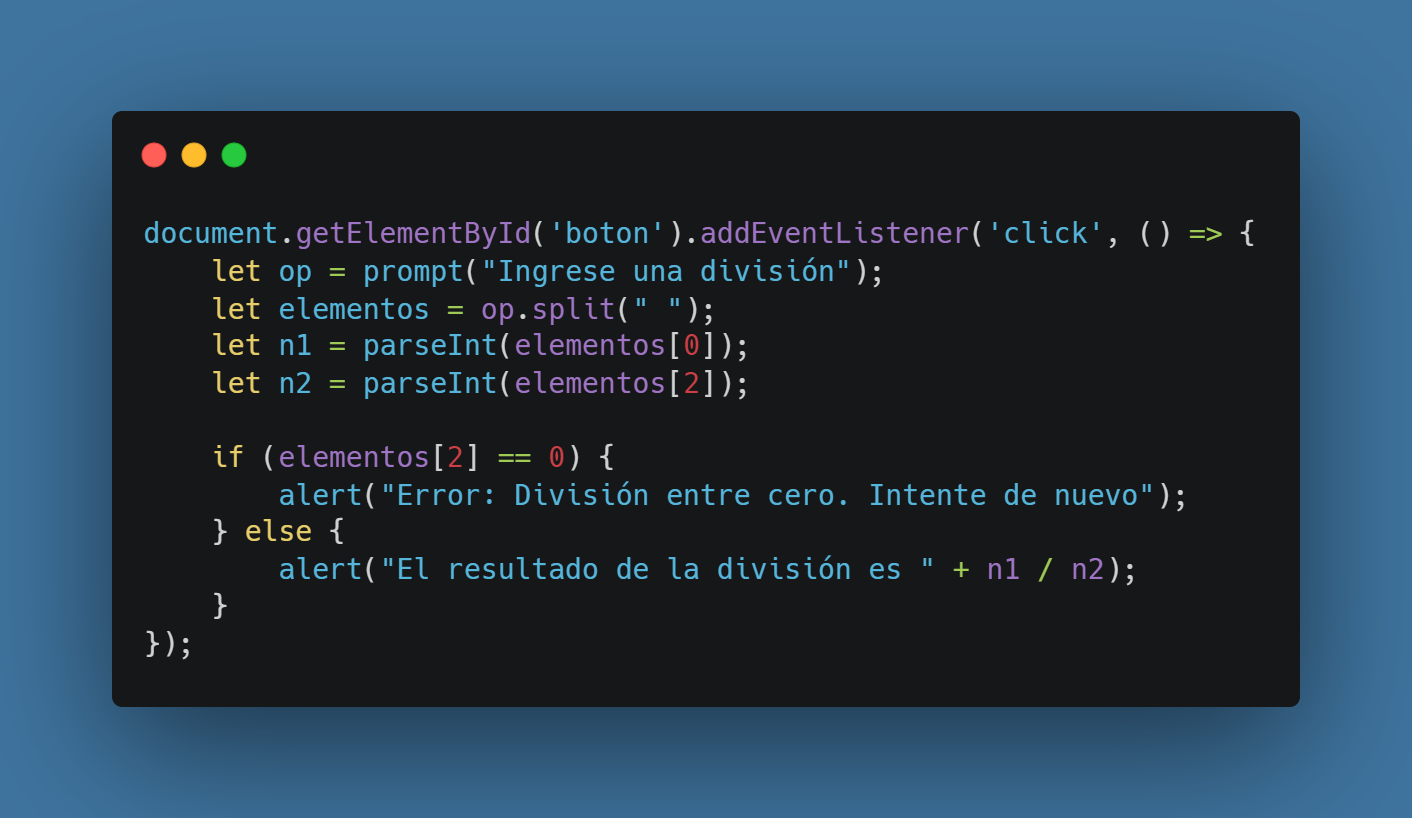 document.getElementById('boton').addEventListener('click', () => {
    let op = prompt("Ingrese una división");
    let elementos = op.split(" ");
    let n1 = parseInt(elementos[0]);
    let n2 = parseInt(elementos[2]);

    if (elementos[2] == 0) {
        alert("Error: División entre cero. Intente de nuevo");
    } else {
        alert("El resultado de la división es " + n1 / n2);
    }
});